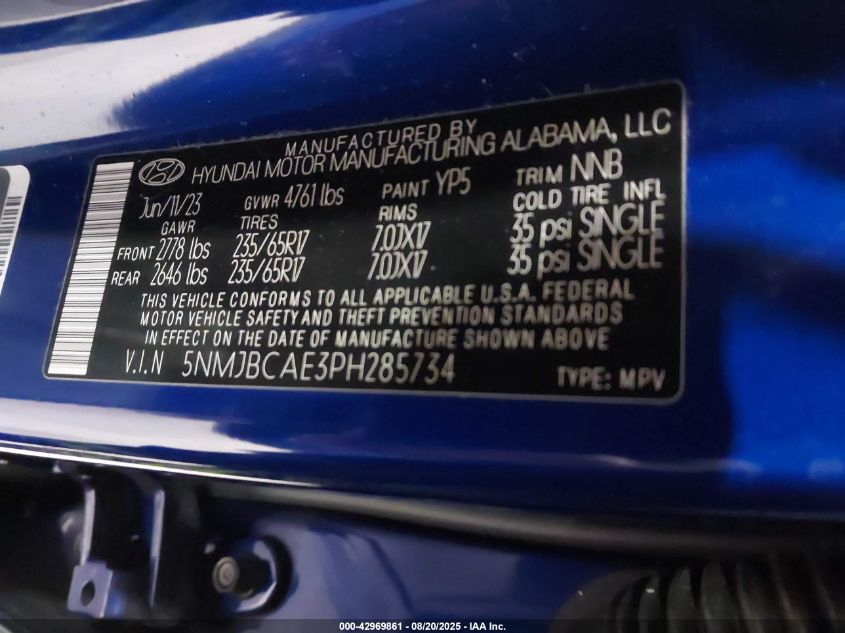 MANUFACTURED BY
HYUNDAI MOTOR MANUFACTURING ALABAMA, LLC
Jun/11/23 GVWR 4761 lbs PAINT YP5 TRIM NNB
GAWR TIRES RIMS COLD TIRE INFL
FRONT 2778 lbs 235/65R17 7.0JX17 35 psi SINGLE
REAR 2646 lbs 235/65R17 7.0JX17 35 psi SINGLE
THIS VEHICLE CONFORMS TO ALL APPLICABLE U.S.A. FEDERAL
MOTOR VEHICLE SAFETY AND THEFT PREVENTION STANDARDS
IN EFFECT ON THE DATE OF MANUFACTURE SHOWN ABOVE
V.I.N 5NMJBCAE3PH285734 TYPE: MPV
000-42969861 - 08/20/2025 - IAA Inc.